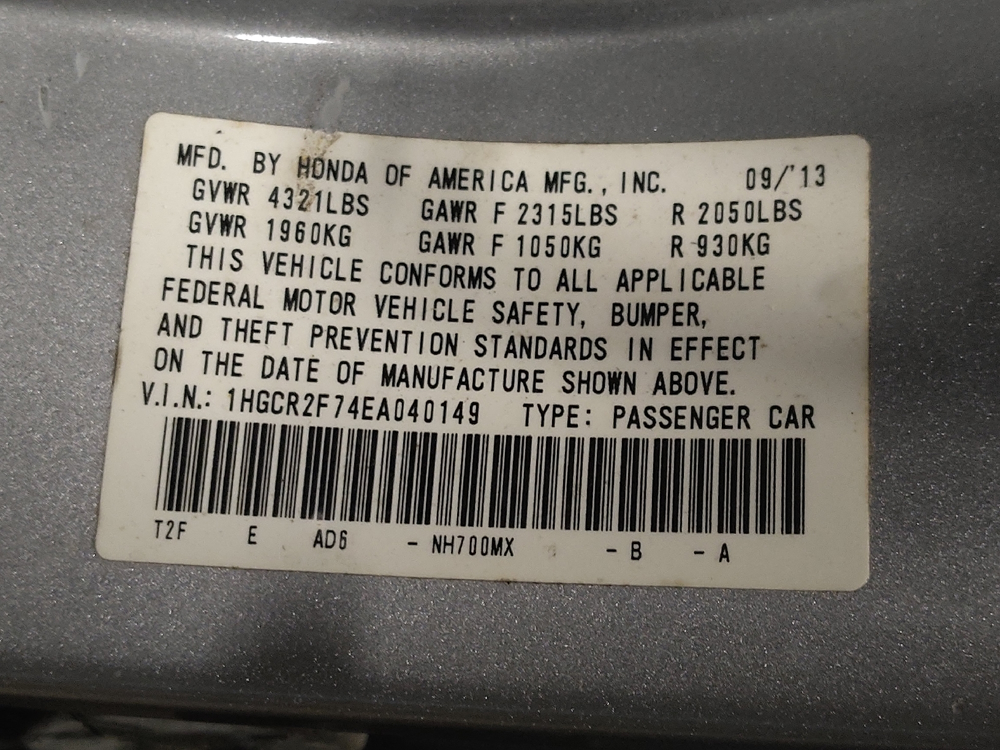 MFD. BY HONDA OF AMERICA MFG., INC. 09/'13
GVWR 4321LBS GAWR F 2315LBS R 2050LBS
GVWR 1960KG GAWR F 1050KG R 930KG
THIS VEHICLE CONFORMS TO ALL APPLICABLE
FEDERAL MOTOR VEHICLE SAFETY, BUMPER,
AND THEFT PREVENTION STANDARDS IN EFFECT
ON THE DATE OF MANUFACTURE SHOWN ABOVE.
V.I.N.: 1HGCR2F74EA040149 TYPE: PASSENGER CAR
T2F E AD6 - NH700MX - B - A